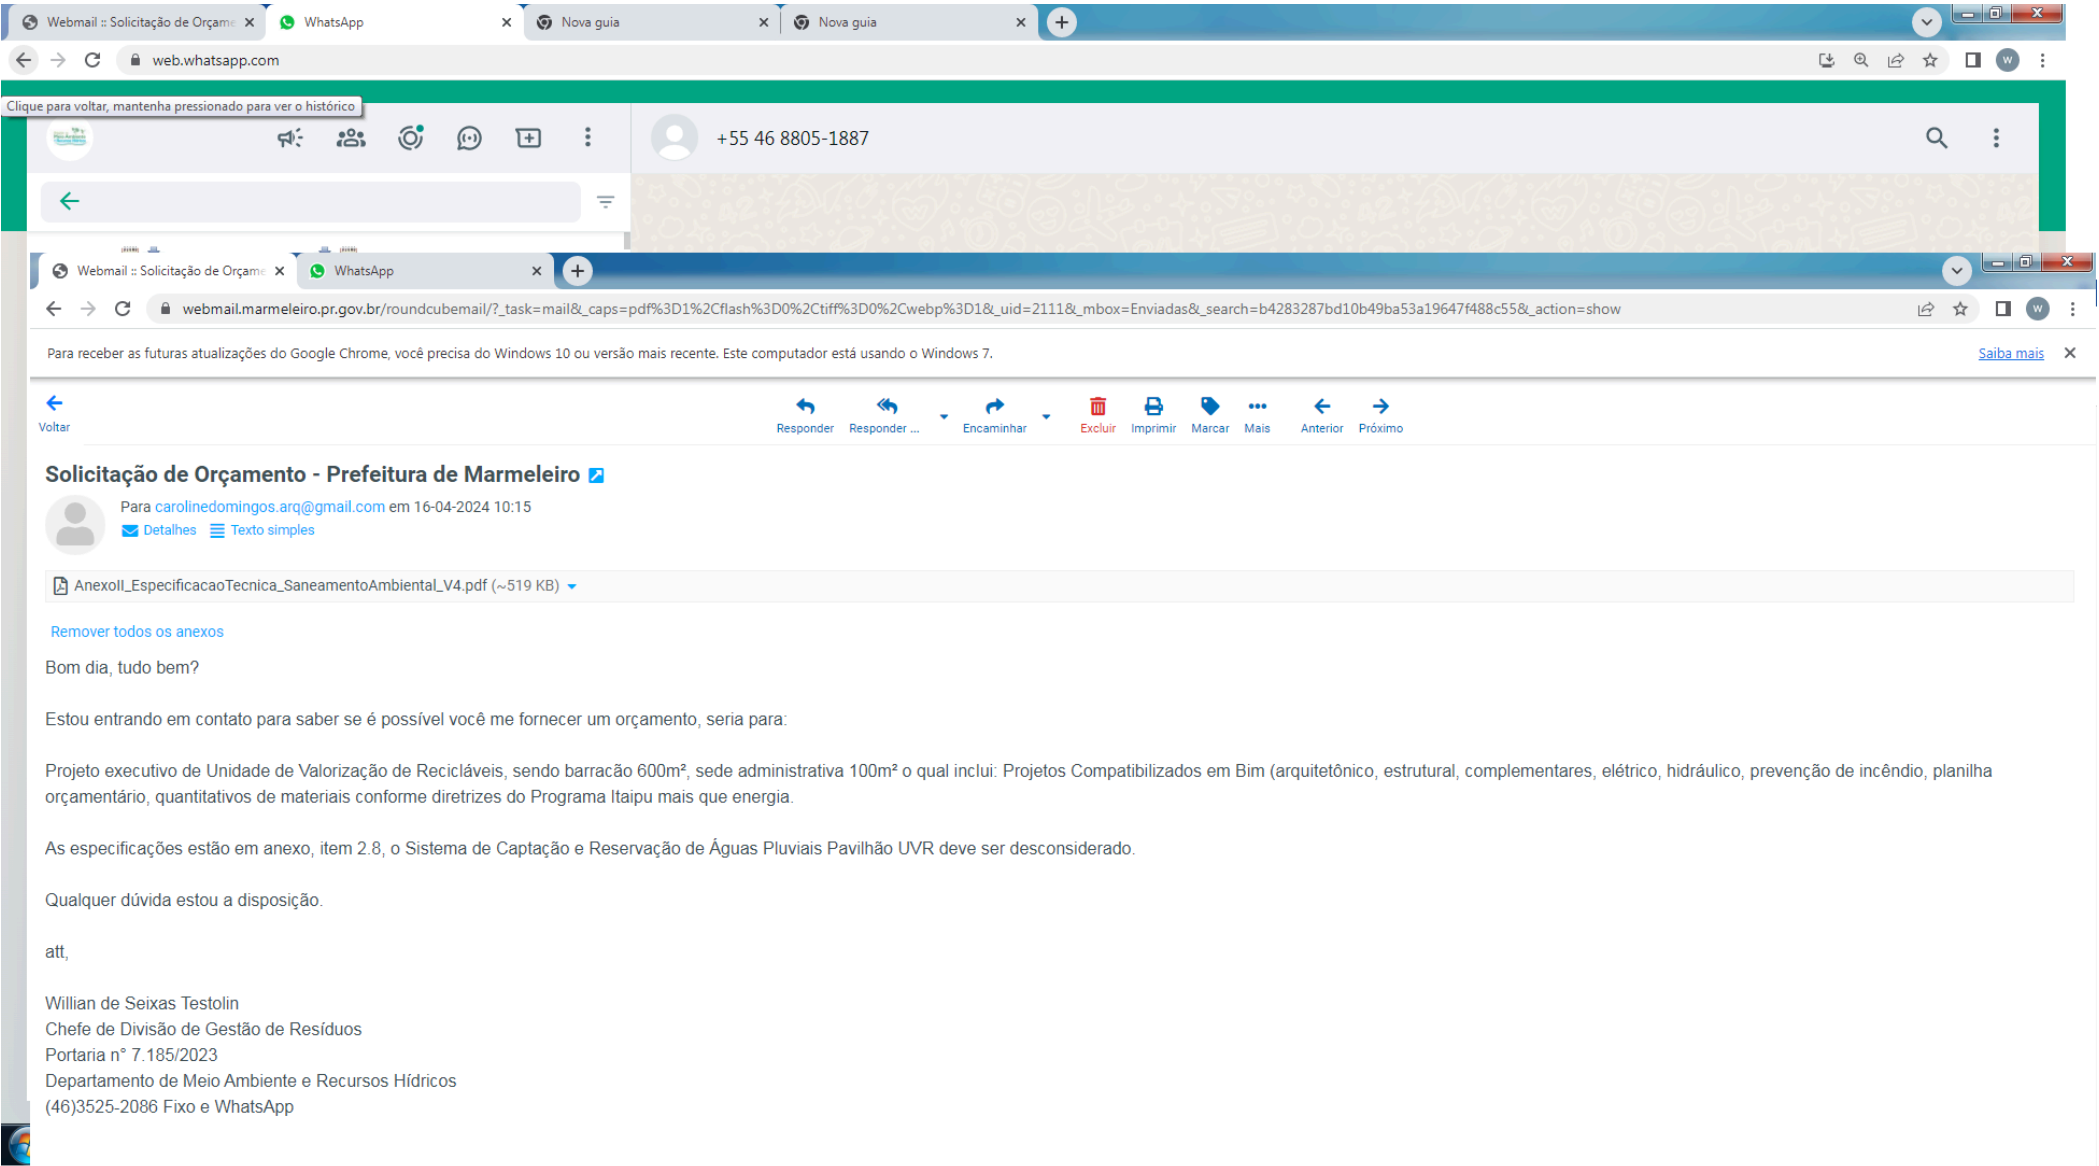 Webmail :: Solicitação de Orçame
WhatsApp
Nova guia
Nova guia
web.whatsapp.com
W
Clique para voltar, mantenha pressionado para ver o histórico
+55 46 8805-1887
Webmail :: Solicitação de Orçame
WhatsApp
webmail.marmeleiro.pr.gov.br/roundcubemail/?_task=mail&_caps=pdf%3D1%2Cflash%3D0%2Ctiff%3D0%2Cwebp%3D1&_uid=2111&_mbox=Enviadas&_search=b4283287bd10b49ba53a19647f488c55&_action=show
W
Para receber as futuras atualizações do Google Chrome, você precisa do Windows 10 ou versão mais recente. Este computador está usando o Windows 7.
Saiba mais
Voltar
Responder
Responder ...
Encaminhar
Excluir
Imprimir
Marcar
Mais
Anterior
Próximo
Solicitação de Orçamento - Prefeitura de Marmeleiro
Para carolinedomingos.arq@gmail.com em 16-04-2024 10:15
Detalhes
Texto simples
AnexoII_EspecificacaoTecnica_SaneamentoAmbiental_V4.pdf (~519 KB)
Remover todos os anexos
Bom dia, tudo bem?
Estou entrando em contato para saber se é possível você me fornecer um orçamento, seria para:
Projeto executivo de Unidade de Valorização de Recicláveis, sendo barracão 600m², sede administrativa 100m² o qual inclui: Projetos Compatibilizados em Bim (arquitetônico, estrutural, complementares, elétrico, hidráulico, prevenção de incêndio, planilha
orçamentário, quantitativos de materiais conforme diretrizes do Programa Itaipu mais que energia.
As especificações estão em anexo, item 2.8, o Sistema de Captação e Reservação de Águas Pluviais Pavilhão UVR deve ser desconsiderado.
Qualquer dúvida estou a disposição.
att,
Willian de Seixas Testolin
Chefe de Divisão de Gestão de Resíduos
Portaria n° 7.185/2023
Departamento de Meio Ambiente e Recursos Hídricos
(46)3525-2086 Fixo e WhatsApp